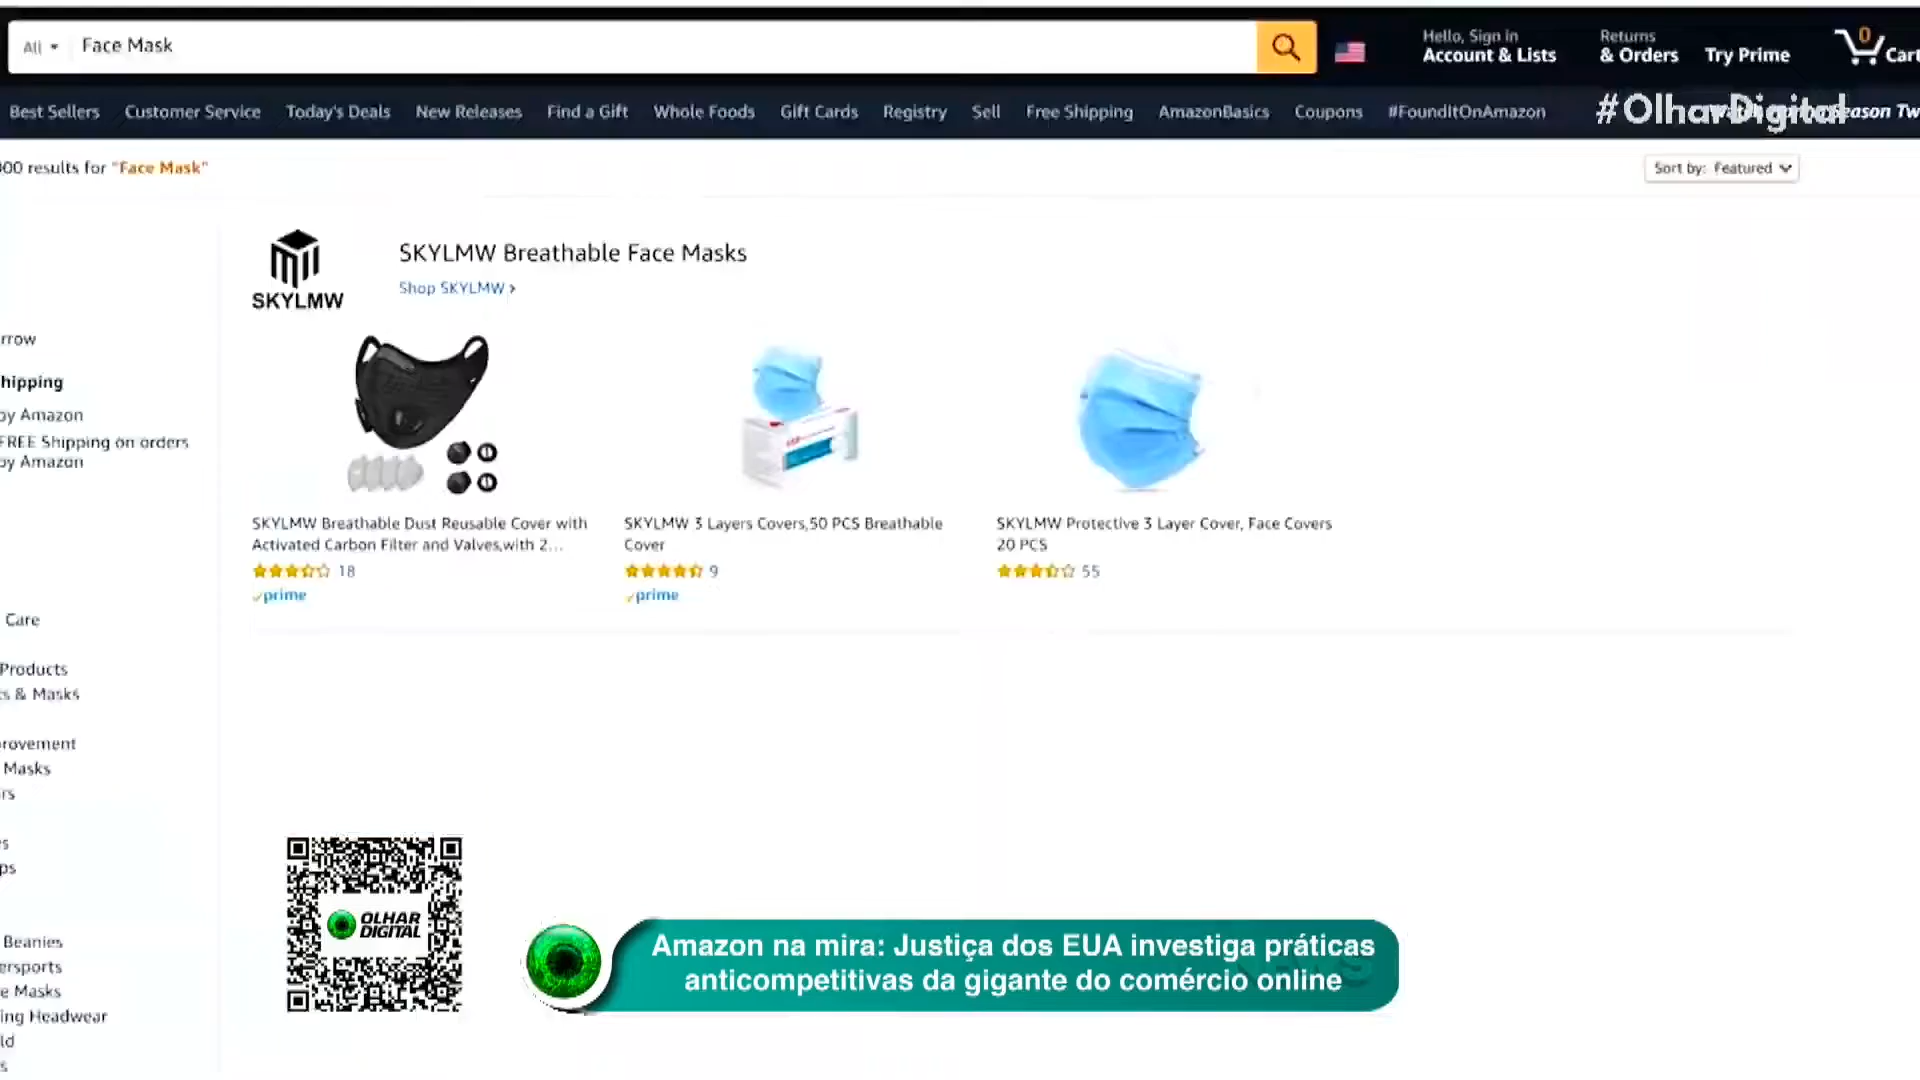 All Face Mask
Hello, Sign in
Account & Lists
Returns
& Orders
Try Prime
0
Cart
Best Sellers Customer Service Today's Deals New Releases Find a Gift Whole Foods Gift Cards Registry Sell Free Shipping AmazonBasics Coupons #FoundItOnAmazon
#OlharDigital
000 results for "Face Mask"
Sort by: Featured
SKYLMW
SKYLMW Breathable Face Masks
Shop SKYLMW ›
rrow
hipping
by Amazon
FREE Shipping on orders
by Amazon
SKYLMW Breathable Dust Reusable Cover with
Activated Carbon Filter and Valves,with 2...
18
prime
SKYLMW 3 Layers Covers,50 PCS Breathable
Cover
9
prime
SKYLMW Protective 3 Layer Cover, Face Covers
20 PCS
55
Care
Products
ts & Masks
rovement
Masks
rs
s
ps
Beanies
ersports
e Masks
ing Headwear
ld
s
OLHAR
DIGITAL
Amazon na mira: Justiça dos EUA investiga práticas
anticompetitivas da gigante do comércio online